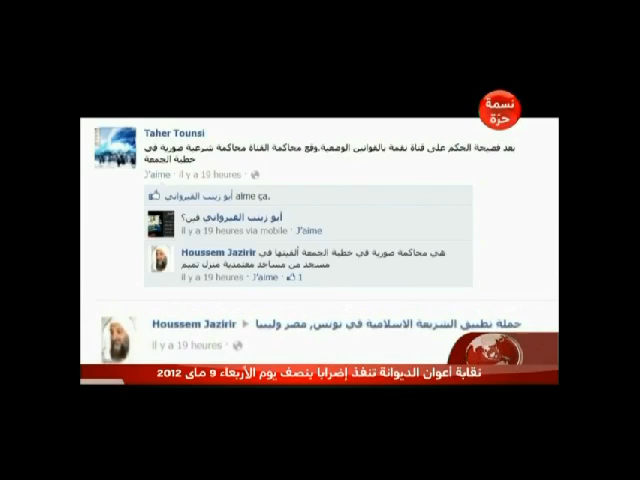 نسمة
حرّة
Taher Tounsi
بعد فضيحة الحكم على قناة نقمة بالقوانين الوضعية.وقع محاكمة القناة محاكمة شرعية صورية في
خطبة الجمعة
J'aime · il y a 19 heures ·
أبو زينب القيرواني aime ça.
أبو زينب القيرواني فين؟
il y a 19 heures via mobile · J'aime
Houssem Jazirir هي محاكمة صورية في خطبة الجمعة ألقيتها في
مسجد من مساجد معتمدية منزل تميم
il y a 19 heures · J'aime · 1
Houssem Jazirir حملة تطبيق الشريعة الاسلامية في تونس, مصر وليبيا
il y a 19 heures ·
نقابة أعوان الديوانة تنفذ إضرابا بنصف يوم الأربعاء 9 ماي 2012